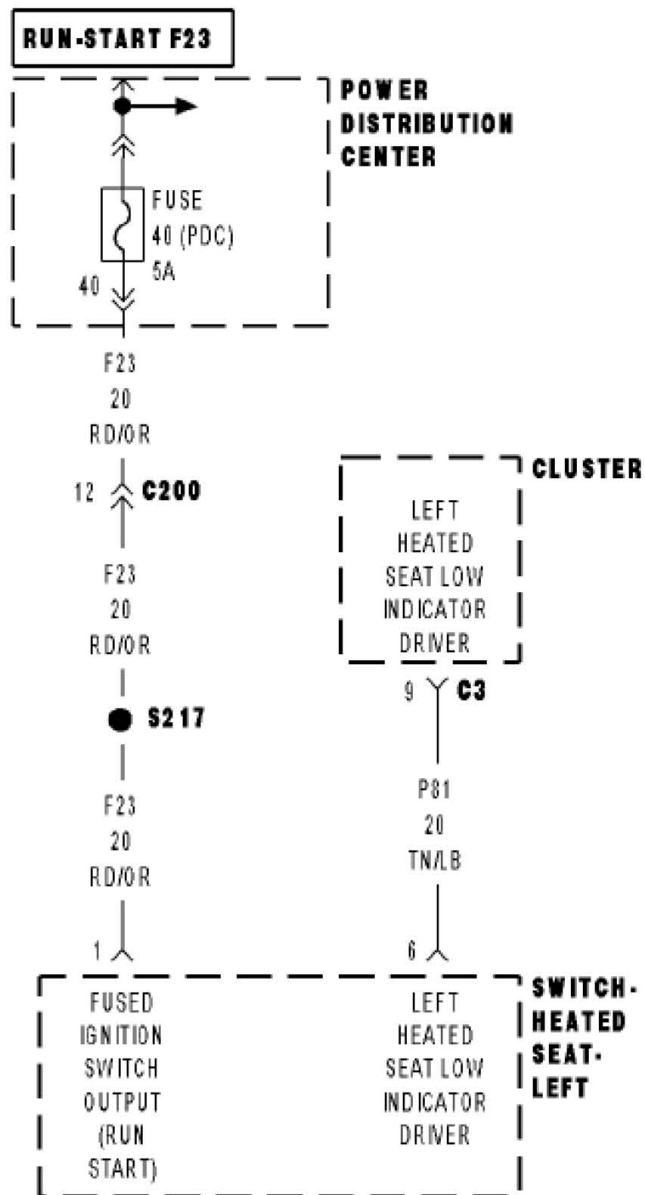 RUN-START F23
POWER
DISTRIBUTION
CENTER
FUSE
40 (PDC)
5A
40
F23
20
RD/OR
12 C200
F23
20
RD/OR
S217
F23
20
RD/OR
1
FUSED
IGNITION
SWITCH
OUTPUT
(RUN
START)
CLUSTER
LEFT
HEATED
SEAT LOW
INDICATOR
DRIVER
9 C3
P81
20
TN/LB
6
LEFT
HEATED
SEAT LOW
INDICATOR
DRIVER
SWITCH-
HEATED
SEAT-
LEFT